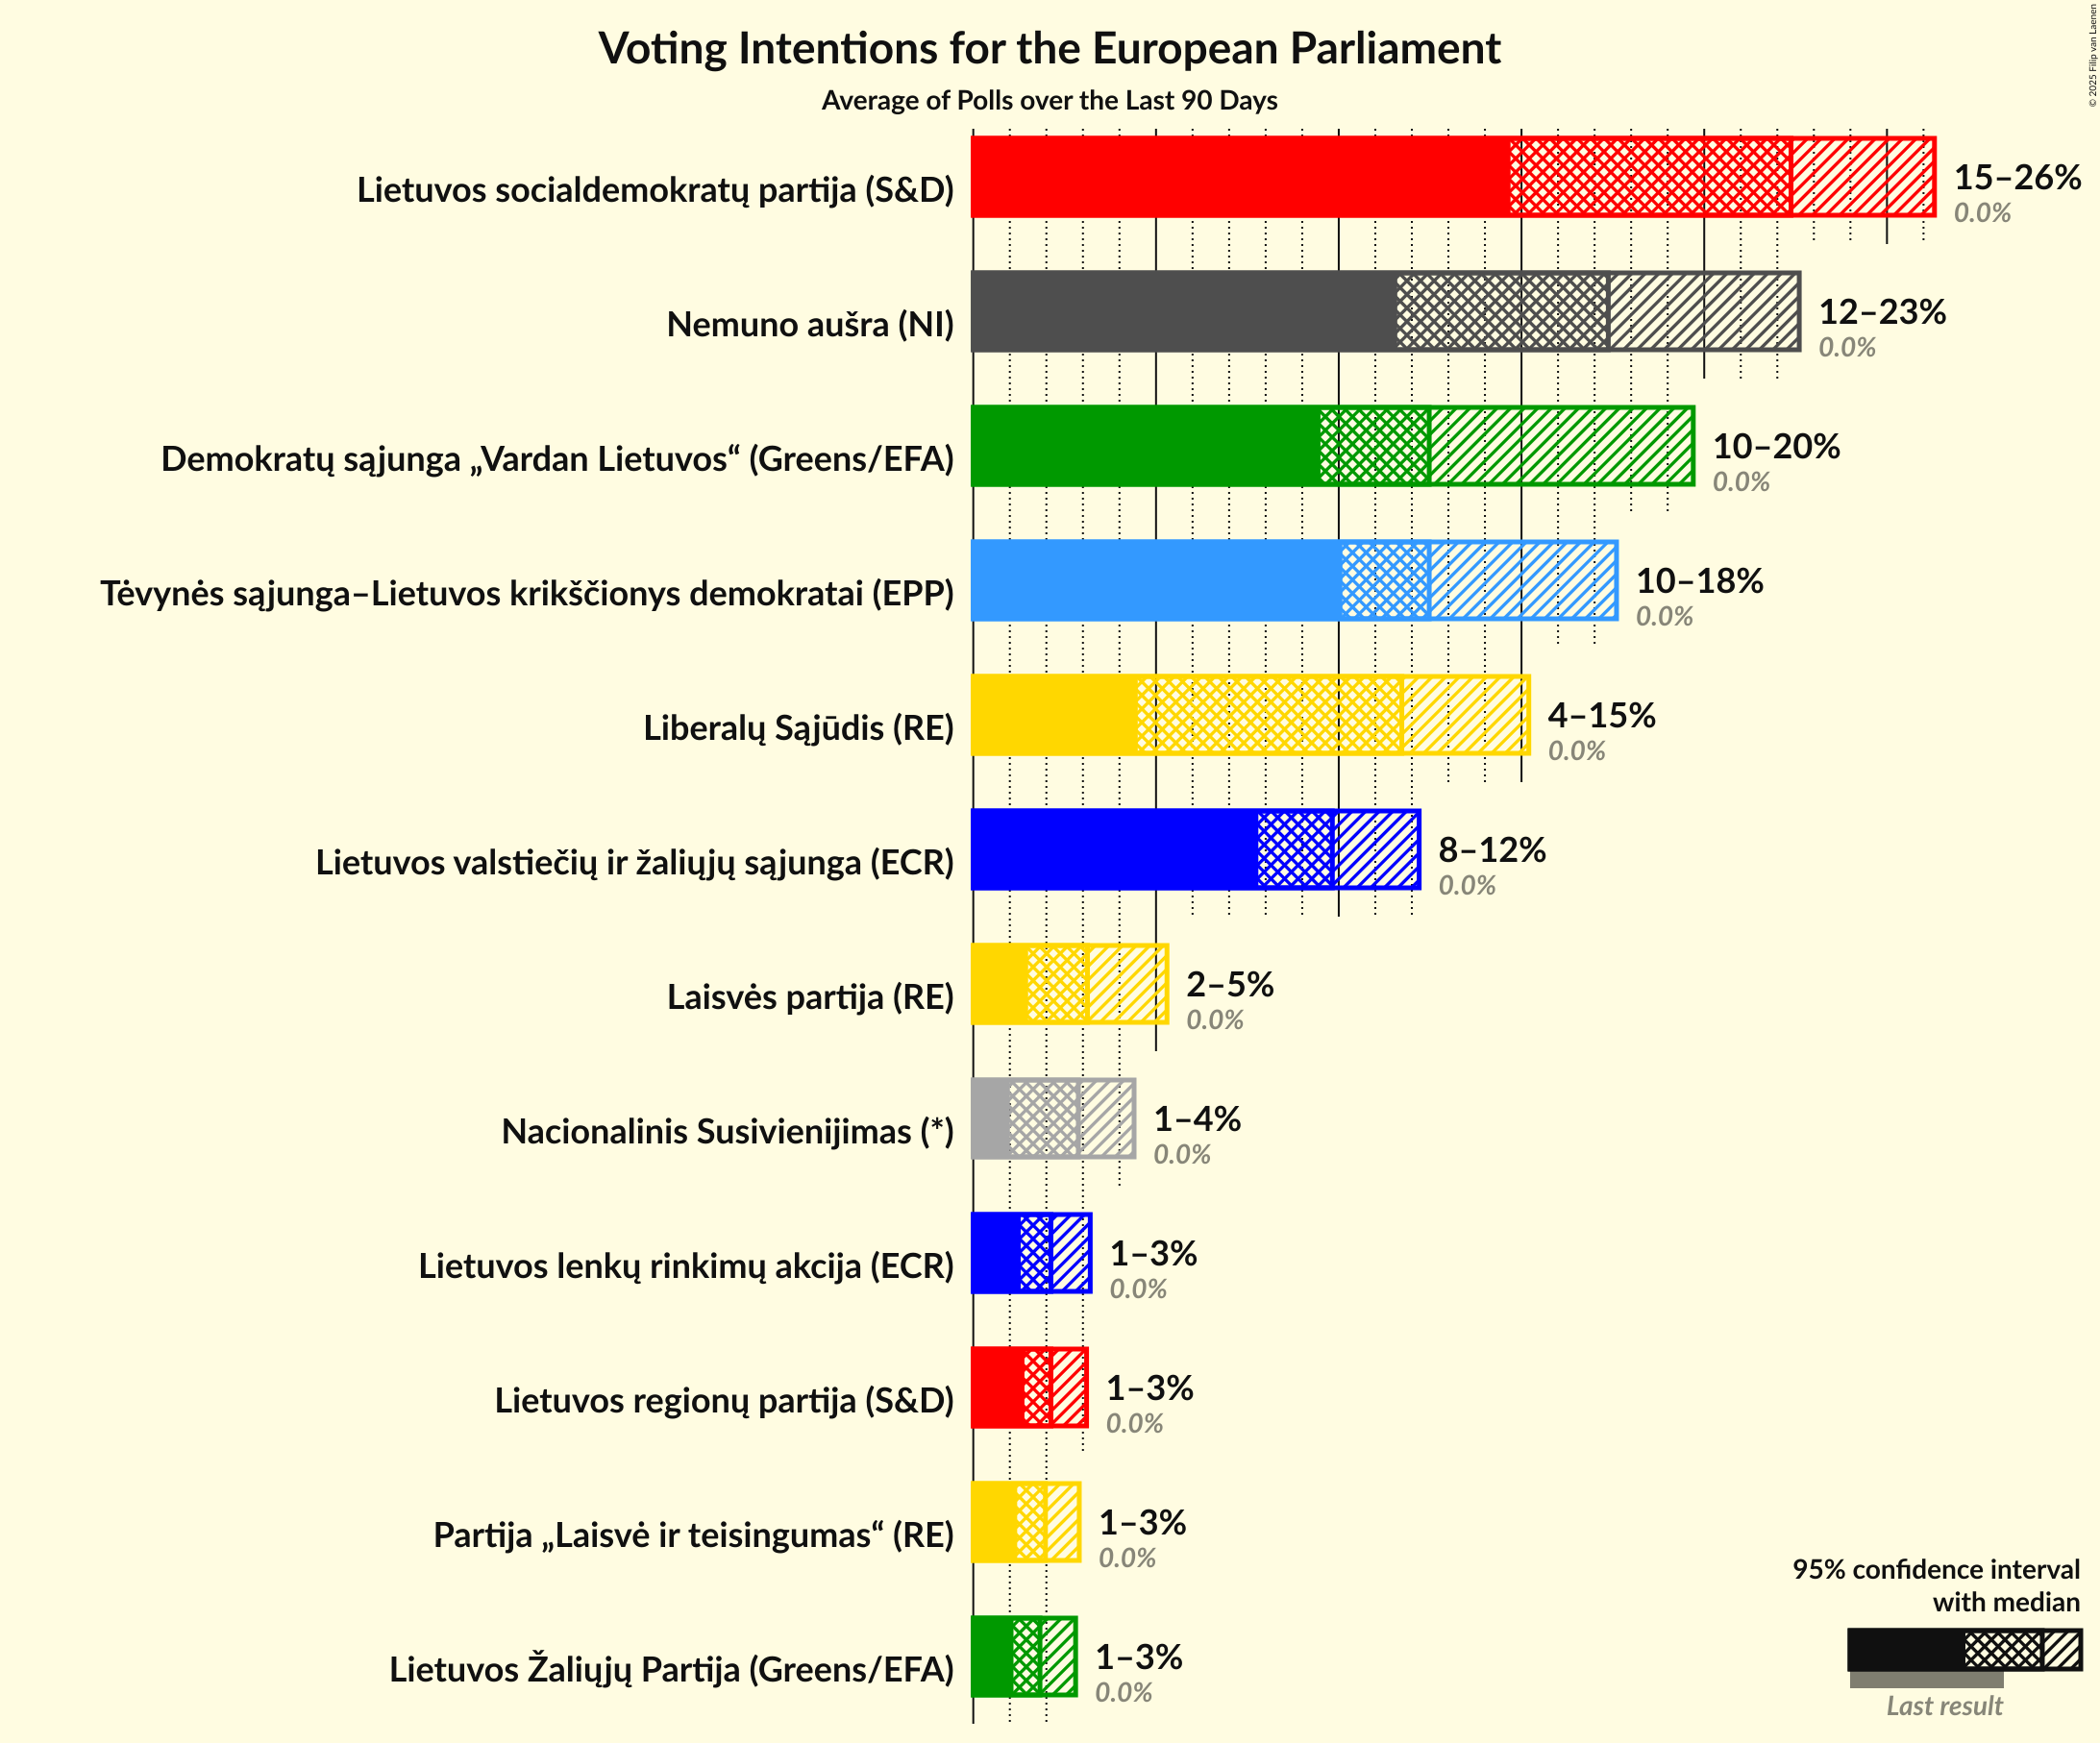 © 2025 Filip van Laenen
Voting Intentions for the European Parliament
Average of Polls over the Last 90 Days
Lietuvos socialdemokratų partija (S&D)
15–26%
0.0%
Nemuno aušra (NI)
12–23%
0.0%
Demokratų sąjunga „Vardan Lietuvos“ (Greens/EFA)
10–20%
0.0%
Tėvynės sąjunga–Lietuvos krikščionys demokratai (EPP)
10–18%
0.0%
Liberalų Sąjūdis (RE)
4–15%
0.0%
Lietuvos valstiečių ir žaliųjų sąjunga (ECR)
8–12%
0.0%
Laisvės partija (RE)
2–5%
0.0%
Nacionalinis Susivienijimas (*)
1–4%
0.0%
Lietuvos lenkų rinkimų akcija (ECR)
1–3%
0.0%
Lietuvos regionų partija (S&D)
1–3%
0.0%
Partija „Laisvė ir teisingumas“ (RE)
1–3%
0.0%
Lietuvos Žaliųjų Partija (Greens/EFA)
1–3%
0.0%
95% confidence interval
with median
Last result